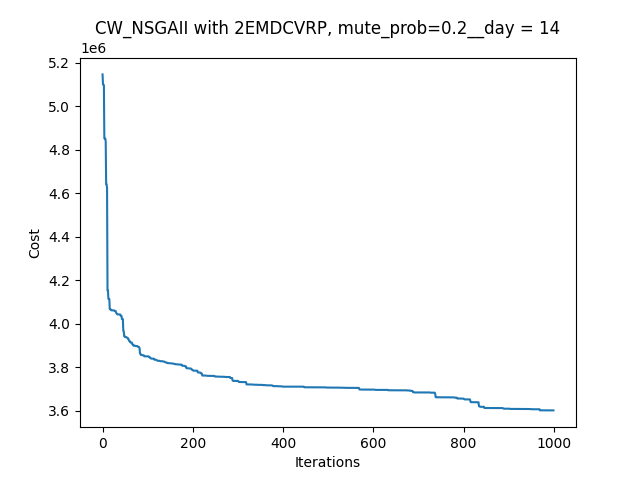 CW_NSGAII with 2EMDCVRP, mute_prob=0.2__day = 14
1e6
5.2
5.0
4.8
4.6
4.4
4.2
4.0
3.8
3.6
Cost
0 200 400 600 800 1000
Iterations